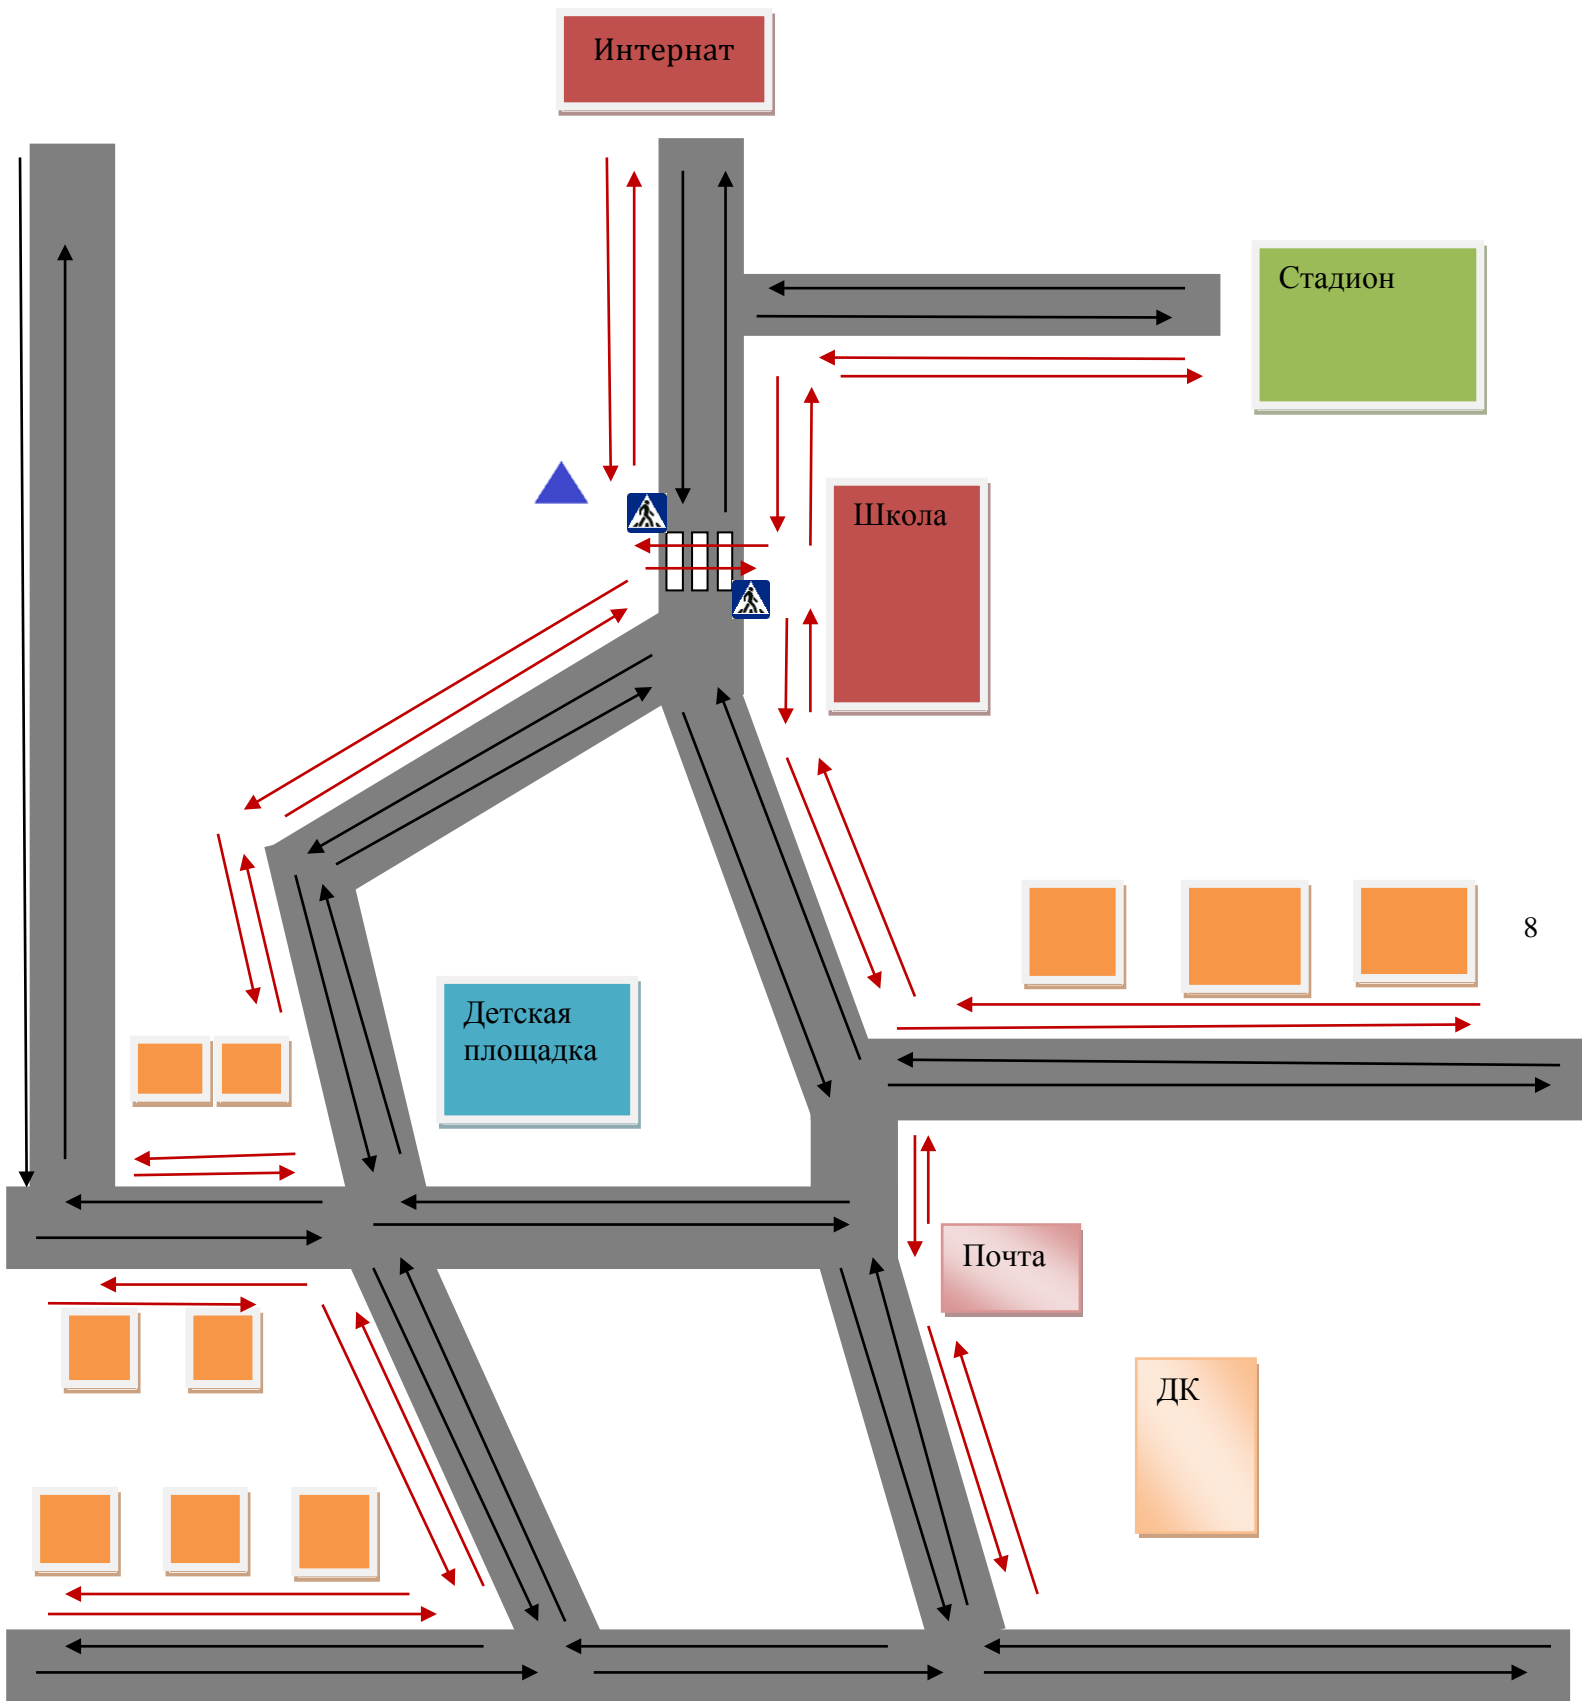 Интернат
Стадион
Школа
8
Детская
площадка
Почта
ДК